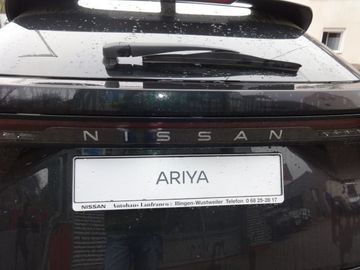 NISSAN
ARIYA
NISSAN Autohaus Lanfranco: Illingen-Wustweiler Telefon 0 68 25-28 17